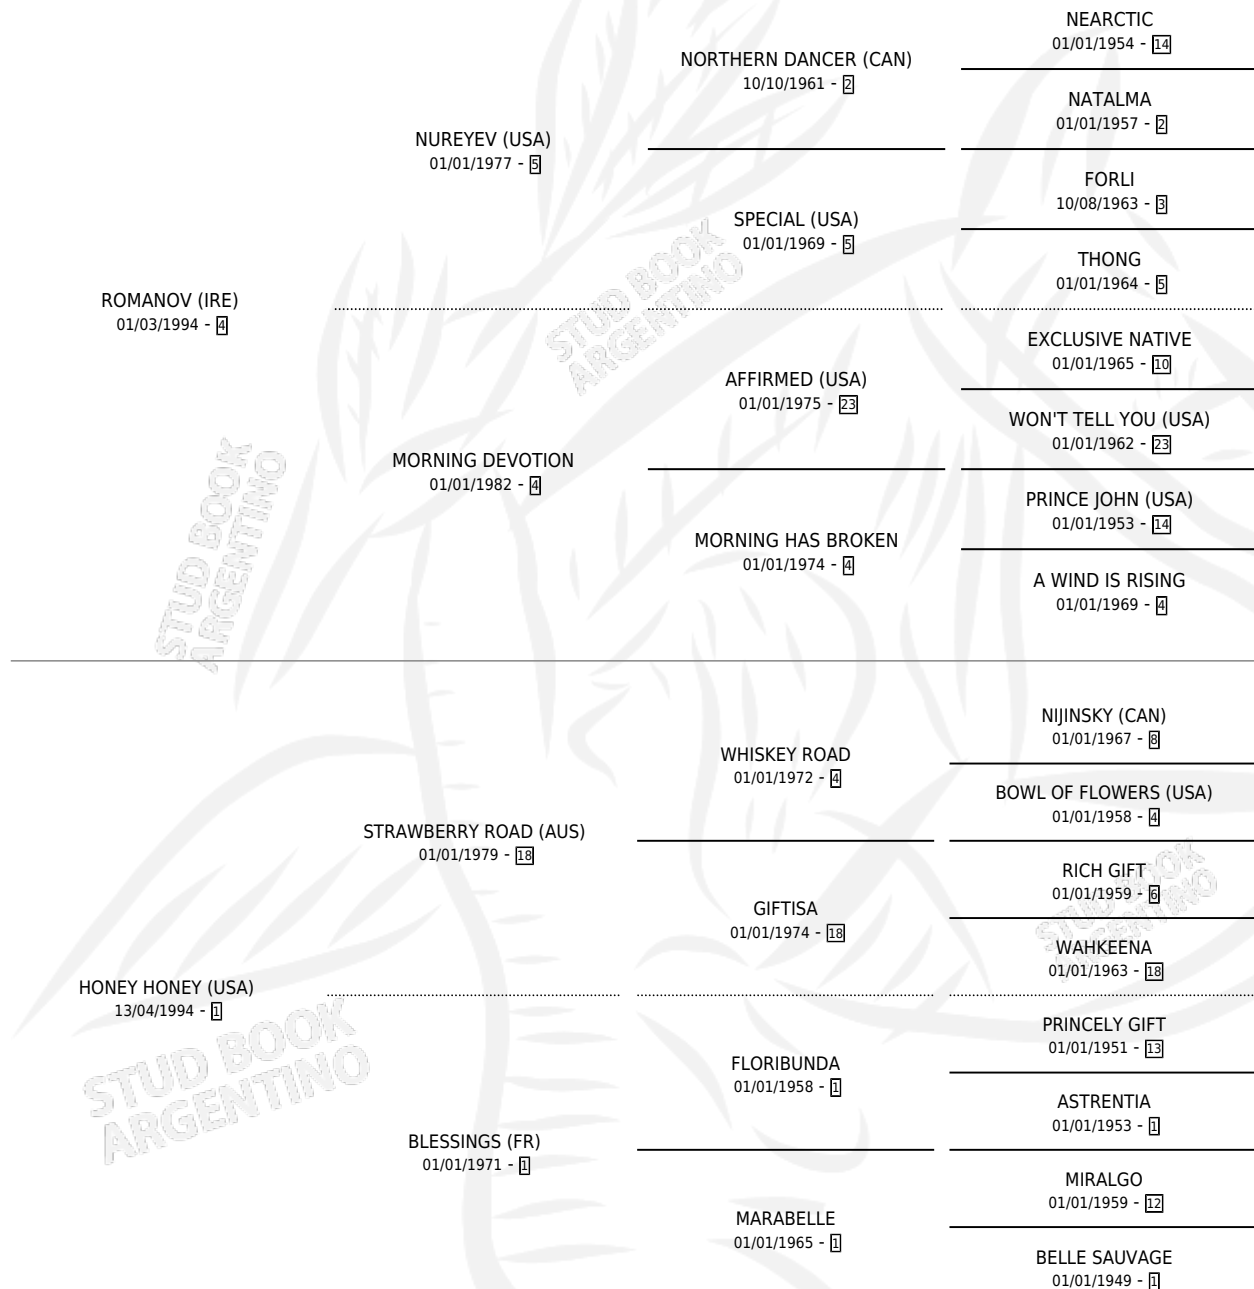 NEARCTIC
01/01/1954 - 14
NORTHERN DANCER (CAN)
10/10/1961 - 2
NATALMA
01/01/1957 - 2
NUREYEV (USA)
01/01/1977 - 5
FORLI
10/08/1963 - 3
SPECIAL (USA)
01/01/1969 - 5
THONG
01/01/1964 - 5
ROMANOV (IRE)
01/03/1994 - 4
EXCLUSIVE NATIVE
01/01/1965 - 10
AFFIRMED (USA)
01/01/1975 - 23
WON'T TELL YOU (USA)
01/01/1962 - 23
MORNING DEVOTION
01/01/1982 - 4
PRINCE JOHN (USA)
01/01/1953 - 14
MORNING HAS BROKEN
01/01/1974 - 4
A WIND IS RISING
01/01/1969 - 4
NIJINSKY (CAN)
01/01/1967 - 8
WHISKEY ROAD
01/01/1972 - 4
BOWL OF FLOWERS (USA)
01/01/1958 - 4
STRAWBERRY ROAD (AUS)
01/01/1979 - 18
RICH GIFT
01/01/1959 - 6
GIFTISA
01/01/1974 - 18
WAHKEENA
01/01/1963 - 18
HONEY HONEY (USA)
13/04/1994 - 1
PRINCELY GIFT
01/01/1951 - 13
FLORIBUNDA
01/01/1958 - 1
ASTRENTIA
01/01/1953 - 1
BLESSINGS (FR)
01/01/1971 - 1
MIRALGO
01/01/1959 - 12
MARABELLE
01/01/1965 - 1
BELLE SAUVAGE
01/01/1949 - 1
STUD BOOK
ARGENTINO
STUD BOOK
ARGENTINO
STUD BOOK
ARGENTINO
STUD BOOK
ARGENTINO